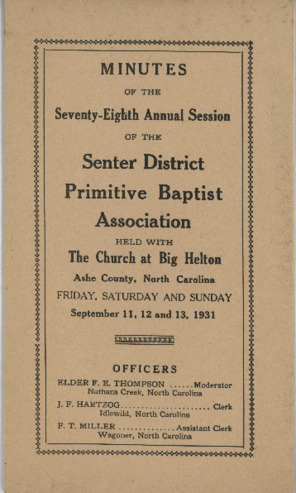 MINUTES
OF THE
Seventy-Eighth Annual Session
OF THE
Senter District
Primitive Baptist
Association
HELD WITH
The Church at Big Helton
Ashe County, North Carolina
FRIDAY, SATURDAY AND SUNDAY
September 11, 12 and 13, 1931
OFFICERS
ELDER F. E. THOMPSON ......Moderator
Nathans Creek, North Carolina
J. F. HARTZOG...................... Clerk
Idlewild, North Carolina
F. T. MILLER ..............Assistant Clerk
Wagoner, North Carolina